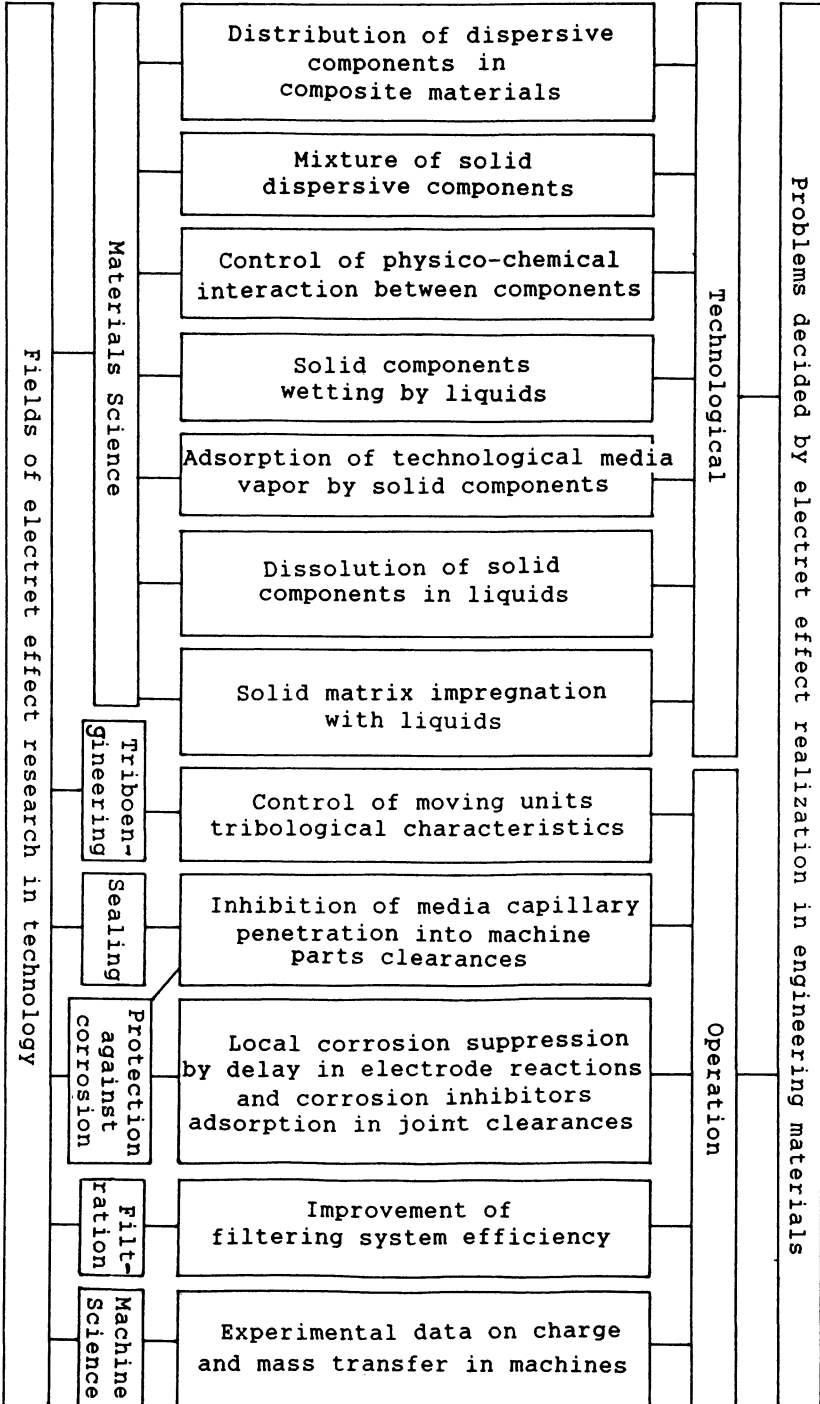 Fields of electret effect research in technology
Materials Science
Triboen-
gineering
Sealing
Protection
against
corrosion
Filt-
ration
Machine
Science
Distribution of dispersive
components in
composite materials
Mixture of solid
dispersive components
Control of physico-chemical
interaction between components
Solid components
wetting by liquids
Adsorption of technological media
vapor by solid components
Dissolution of solid
components in liquids
Solid matrix impregnation
with liquids
Control of moving units
tribological characteristics
Inhibition of media capillary
penetration into machine
parts clearances
Local corrosion suppression
by delay in electrode reactions
and corrosion inhibitors
adsorption in joint clearances
Improvement of
filtering system efficiency
Experimental data on charge
and mass transfer in machines
Technological
Operation
Problems decided by electret effect realization in engineering materials